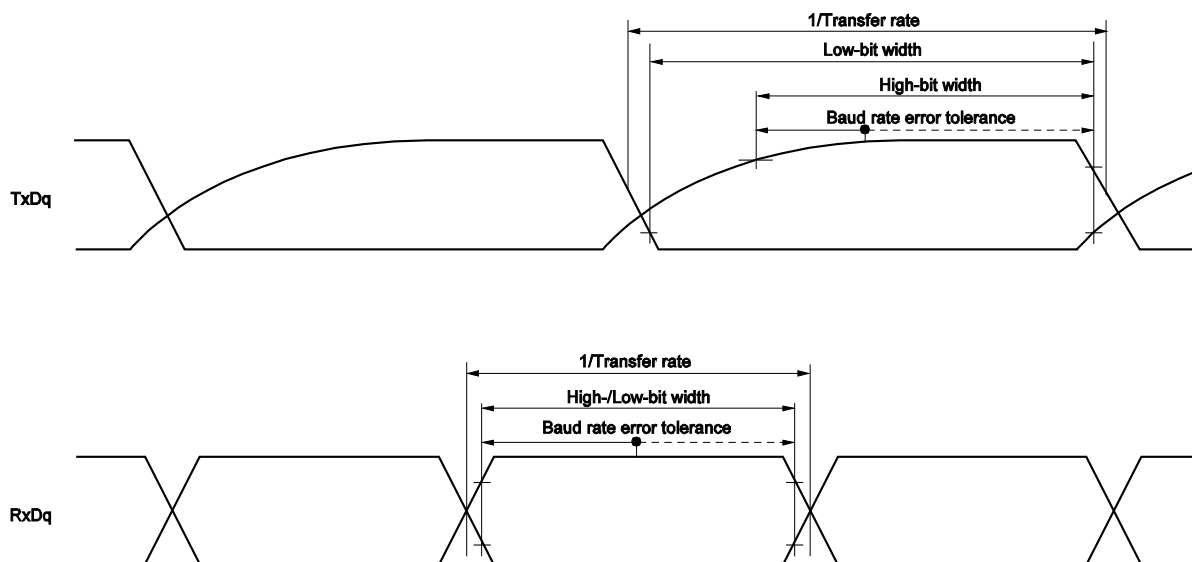 1/Transfer rate
Low-bit width
High-bit width
Baud rate error tolerance
TxDq
1/Transfer rate
High-/Low-bit width
Baud rate error tolerance
RxDq